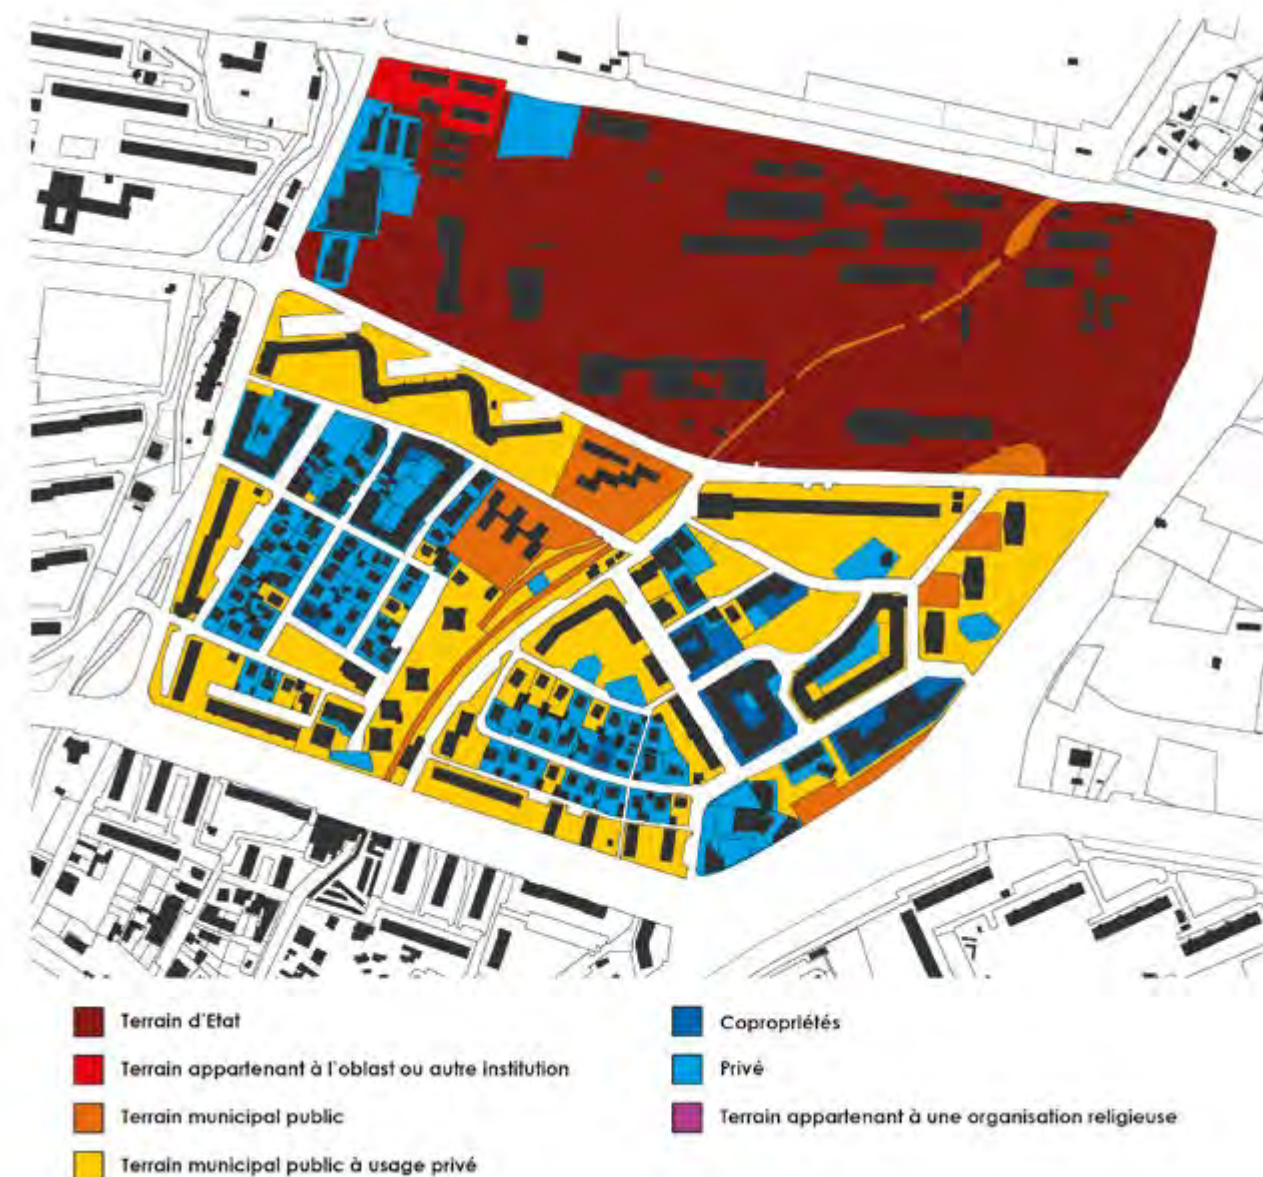 Terrain d'Etat
Terrain appartenant à l'oblast ou autre institution
Terrain municipal public
Terrain municipal public à usage privé
Copropriétés
Privé
Terrain appartenant à une organisation religieuse